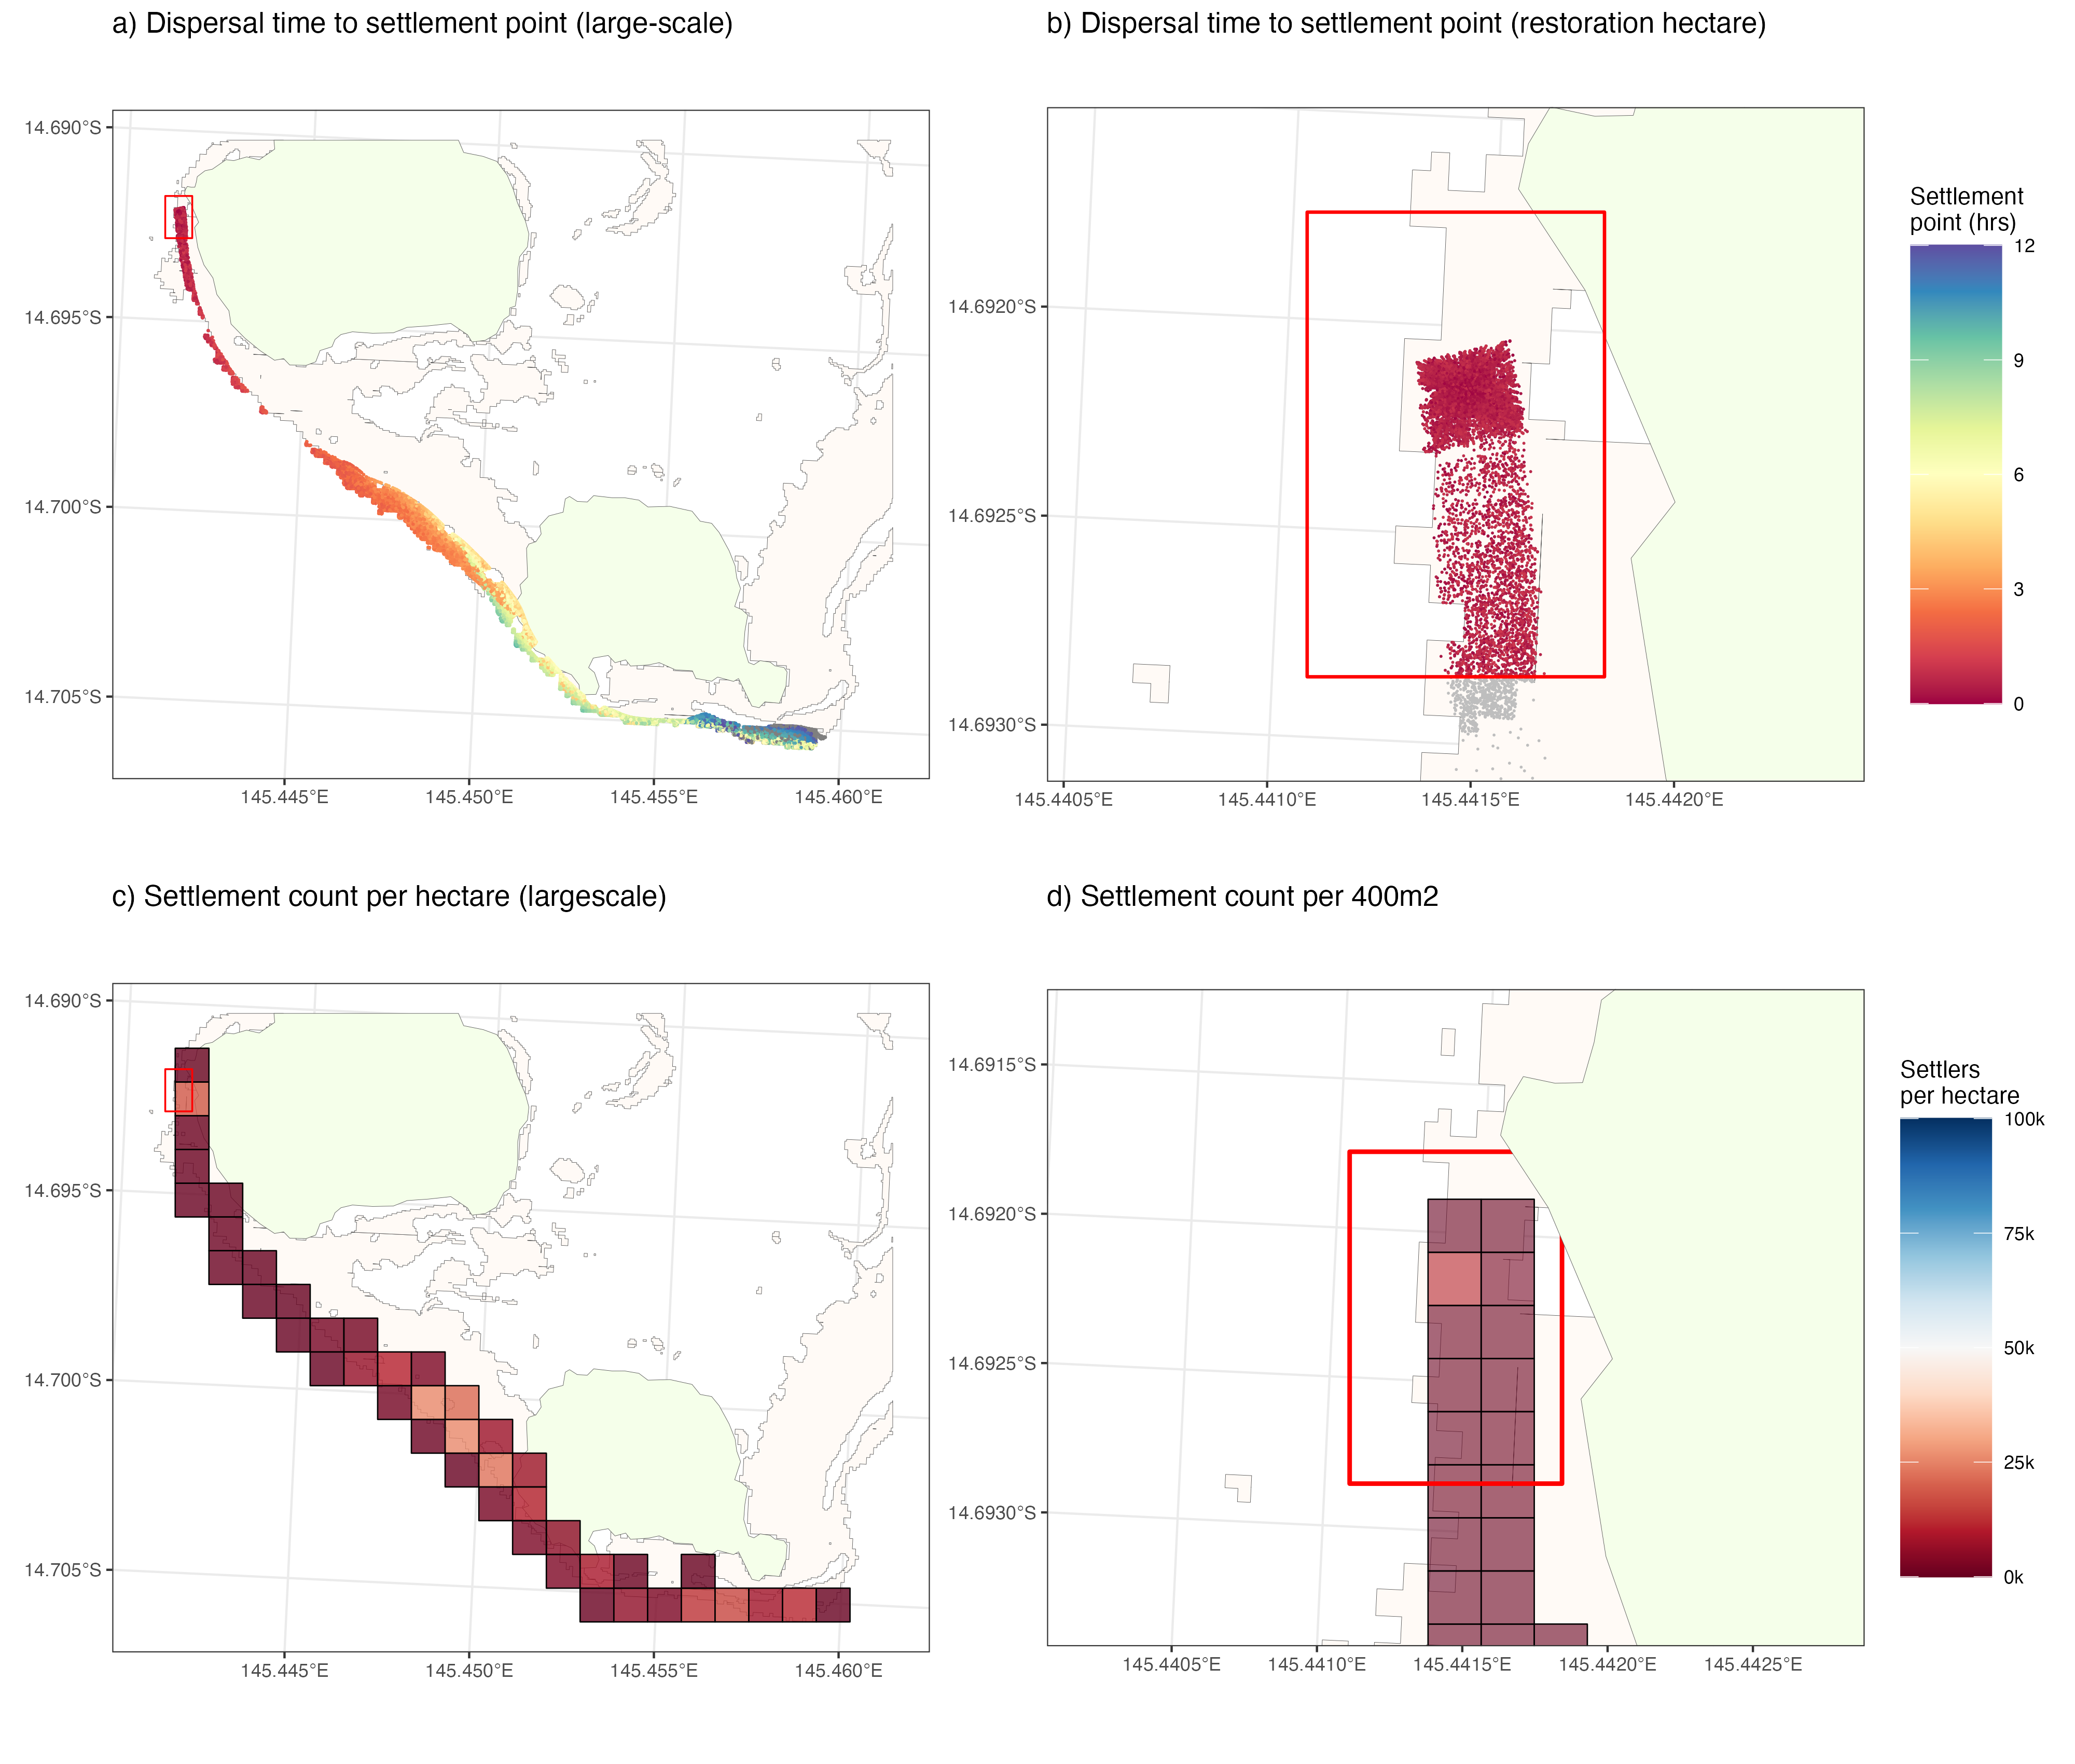 a) Dispersal time to settlement point (large-scale)
b) Dispersal time to settlement point (restoration hectare)
14.690°S
14.695°S
14.700°S
14.705°S
145.445°E
145.450°E
145.455°E
145.460°E
14.6920°S
14.6925°S
14.6930°S
145.4405°E
145.4410°E
145.4415°E
145.4420°E
Settlement
point (hrs)
12
9
6
3
0
c) Settlement count per hectare (largescale)
d) Settlement count per 400m2
14.690°S
14.695°S
14.700°S
14.705°S
145.445°E
145.450°E
145.455°E
145.460°E
14.6915°S
14.6920°S
14.6925°S
14.6930°S
145.4405°E
145.4410°E
145.4415°E
145.4420°E
145.4425°E
Settlers
per hectare
100k
75k
50k
25k
0k